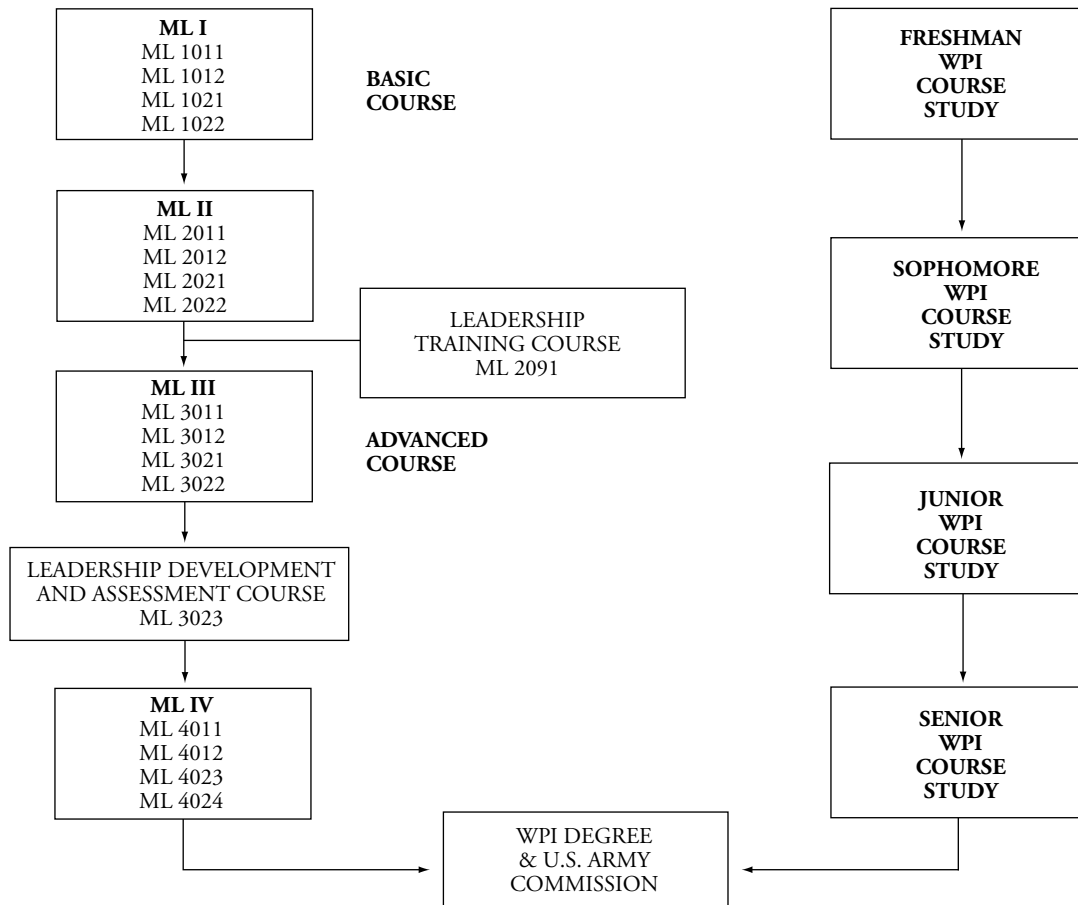 ML I
ML 1011
ML 1012
ML 1021
ML 1022
BASIC
COURSE
FRESHMAN
WPI
COURSE
STUDY
ML II
ML 2011
ML 2012
ML 2021
ML 2022
SOPHOMORE
WPI
COURSE
STUDY
LEADERSHIP
TRAINING COURSE
ML 2091
ML III
ML 3011
ML 3012
ML 3021
ML 3022
ADVANCED
COURSE
JUNIOR
WPI
COURSE
STUDY
LEADERSHIP DEVELOPMENT
AND ASSESSMENT COURSE
ML 3023
ML IV
ML 4011
ML 4012
ML 4023
ML 4024
SENIOR
WPI
COURSE
STUDY
WPI DEGREE
& U.S. ARMY
COMMISSION